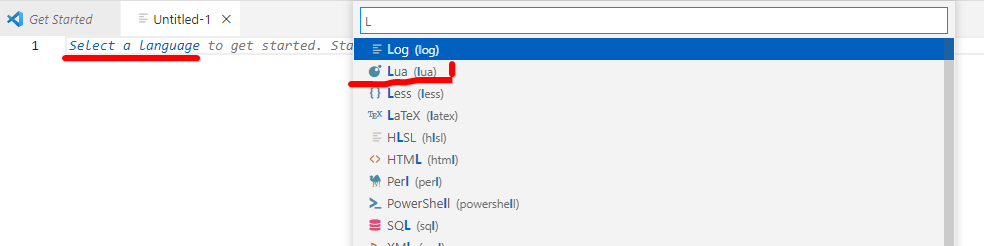 Get Started
Untitled-1
L
1 Select a language to get started. Sta
Log (log)
Lua (lua)
Less (less)
TEX LaTeX (latex)
HLSL (hlsl)
HTML (html)
Perl (perl)
PowerShell (powershell)
SQL (sql)